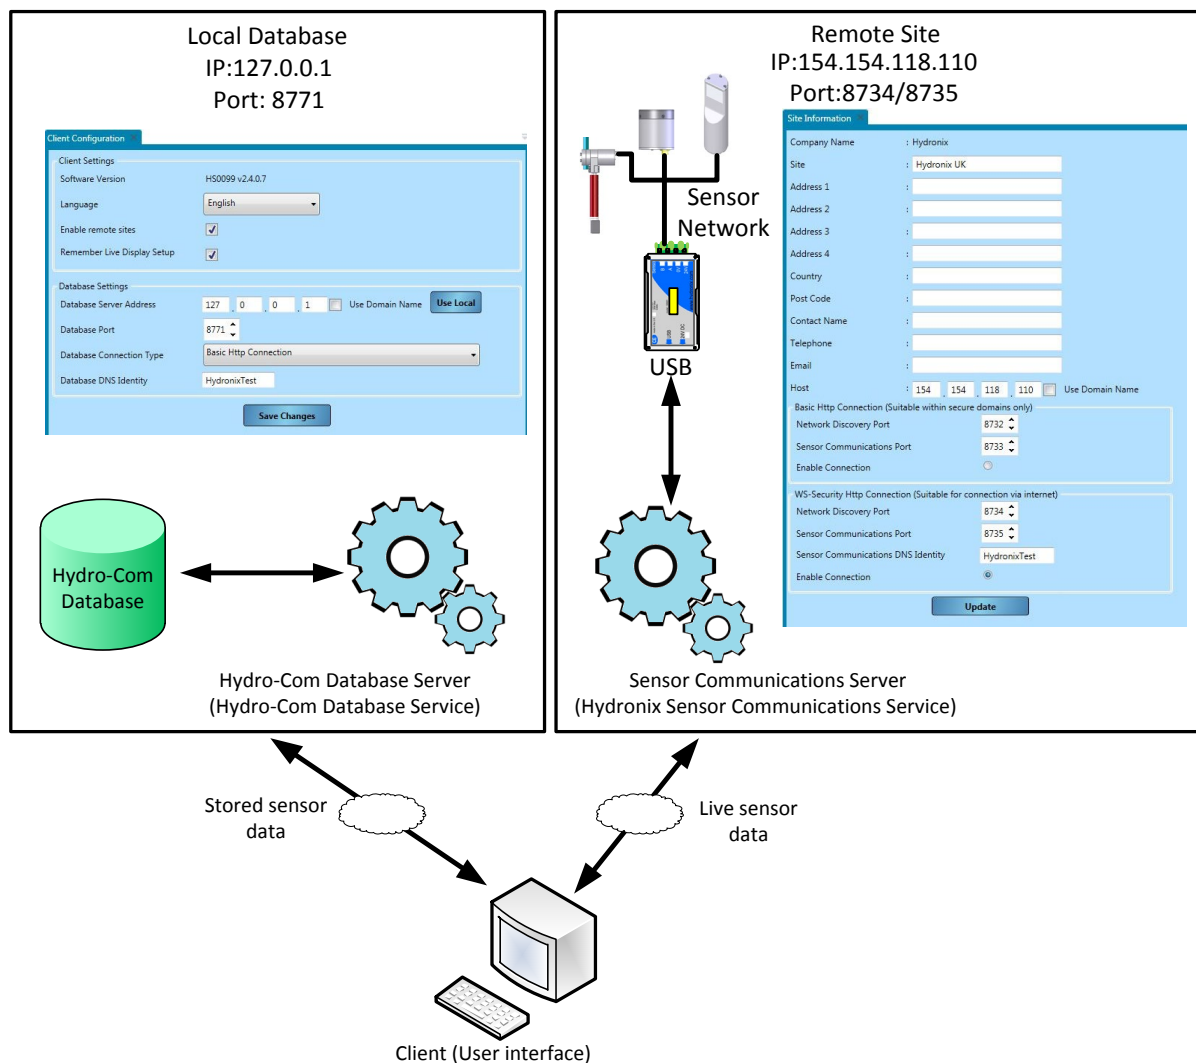 Local Database
IP:127.0.0.1
Port: 8771
Client Configuration
Client Settings
Software Version HS0099 v2.4.0.7
Language English
Enable remote sites
Remember Live Display Setup
Database Settings
Database Server Address 127 . 0 . 0 . 1 Use Domain Name Use Local
Database Port 8771
Database Connection Type Basic Http Connection
Database DNS Identity HydronixTest
Save Changes
Hydro-Com
Database
Hydro-Com Database Server
(Hydro-Com Database Service)
Remote Site
IP:154.154.118.110
Port:8734/8735
Sensor
Network
USB
24V DC
USB
Site Information
Company Name : Hydronix
Site : Hydronix UK
Address 1 :
Address 2 :
Address 3 :
Address 4 :
Country :
Post Code :
Contact Name :
Telephone :
Email :
Host : 154 . 154 . 118 . 110 Use Domain Name
Basic Http Connection (Suitable within secure domains only)
Network Discovery Port 8732
Sensor Communications Port 8733
Enable Connection
WS-Security Http Connection (Suitable for connection via internet)
Network Discovery Port 8734
Sensor Communications Port 8735
Sensor Communications DNS Identity HydronixTest
Enable Connection
Update
Sensor Communications Server
(Hydronix Sensor Communications Service)
Stored sensor
data
Live sensor
data
Client (User interface)